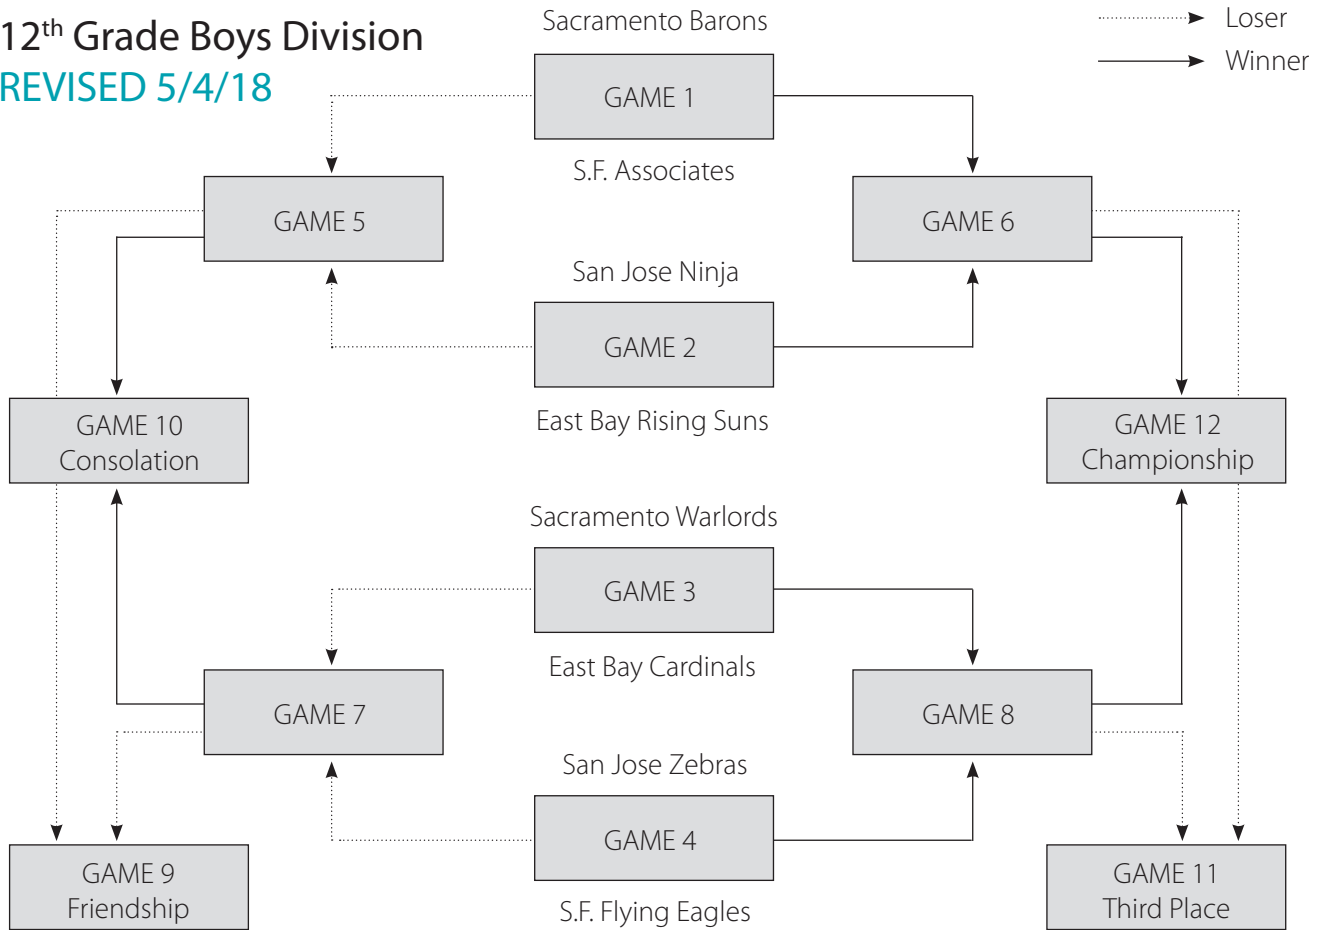 12th Grade Boys Division
REVISED 5/4/18
Loser
Winner
Sacramento Barons
GAME 1
S.F. Associates
GAME 5
GAME 6
San Jose Ninja
GAME 2
East Bay Rising Suns
GAME 10
Consolation
GAME 12
Championship
Sacramento Warlords
GAME 3
East Bay Cardinals
GAME 7
GAME 8
San Jose Zebras
GAME 4
S.F. Flying Eagles
GAME 9
Friendship
GAME 11
Third Place